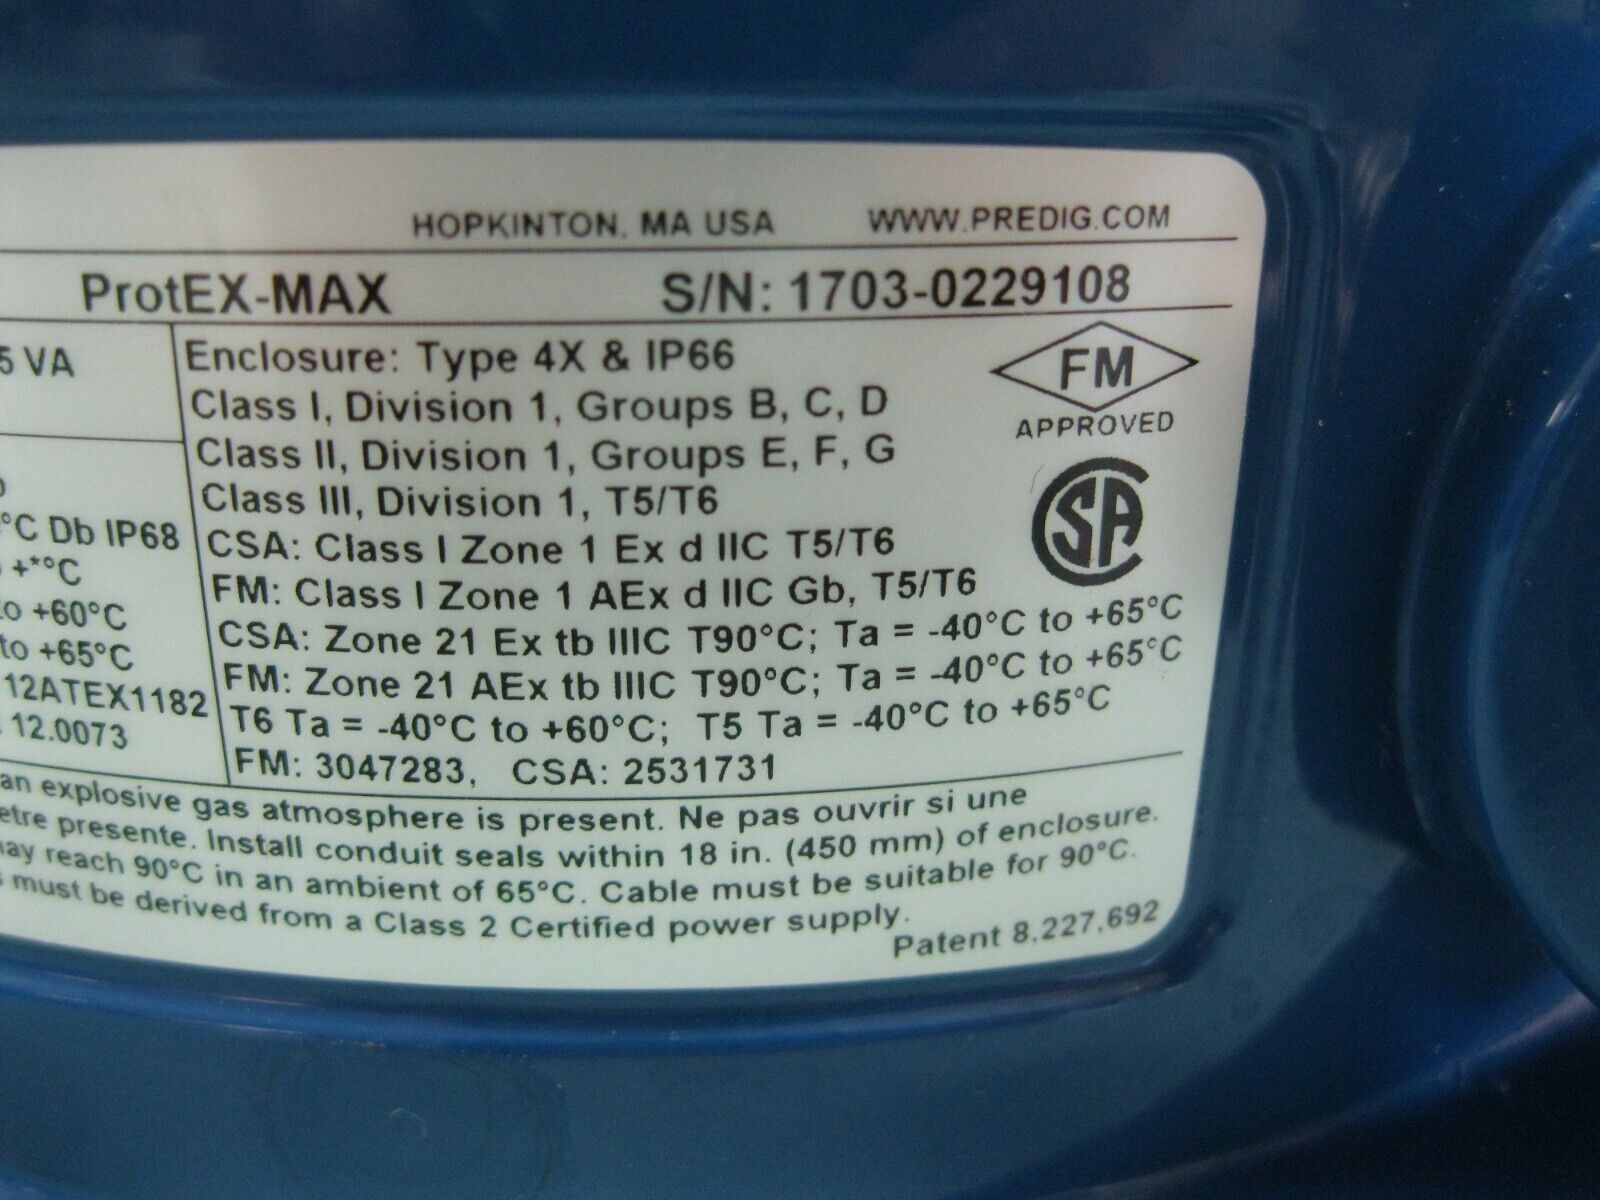 HOPKINTON, MA USA WWW.PREDIG.COM
ProtEX-MAX S/N: 1703-0229108
5 VA
°C Db IP68
+*°C
to +60°C
to +65°C
12ATEX1182
12.0073
Enclosure: Type 4X & IP66
Class I, Division 1, Groups B, C, D
Class II, Division 1, Groups E, F, G
Class III, Division 1, T5/T6
CSA: Class I Zone 1 Ex d IIC T5/T6
FM: Class I Zone 1 AEx d IIC Gb, T5/T6
CSA: Zone 21 Ex tb IIIC T90°C; Ta = -40°C to +65°C
FM: Zone 21 AEx tb IIIC T90°C; Ta = -40°C to +65°C
T6 Ta = -40°C to +60°C; T5 Ta = -40°C to +65°C
FM: 3047283, CSA: 2531731
FM
APPROVED
SA
an explosive gas atmosphere is present. Ne pas ouvrir si une
etre presente. Install conduit seals within 18 in. (450 mm) of enclosure.
may reach 90°C in an ambient of 65°C. Cable must be suitable for 90°C.
must be derived from a Class 2 Certified power supply.
Patent 8,227,692